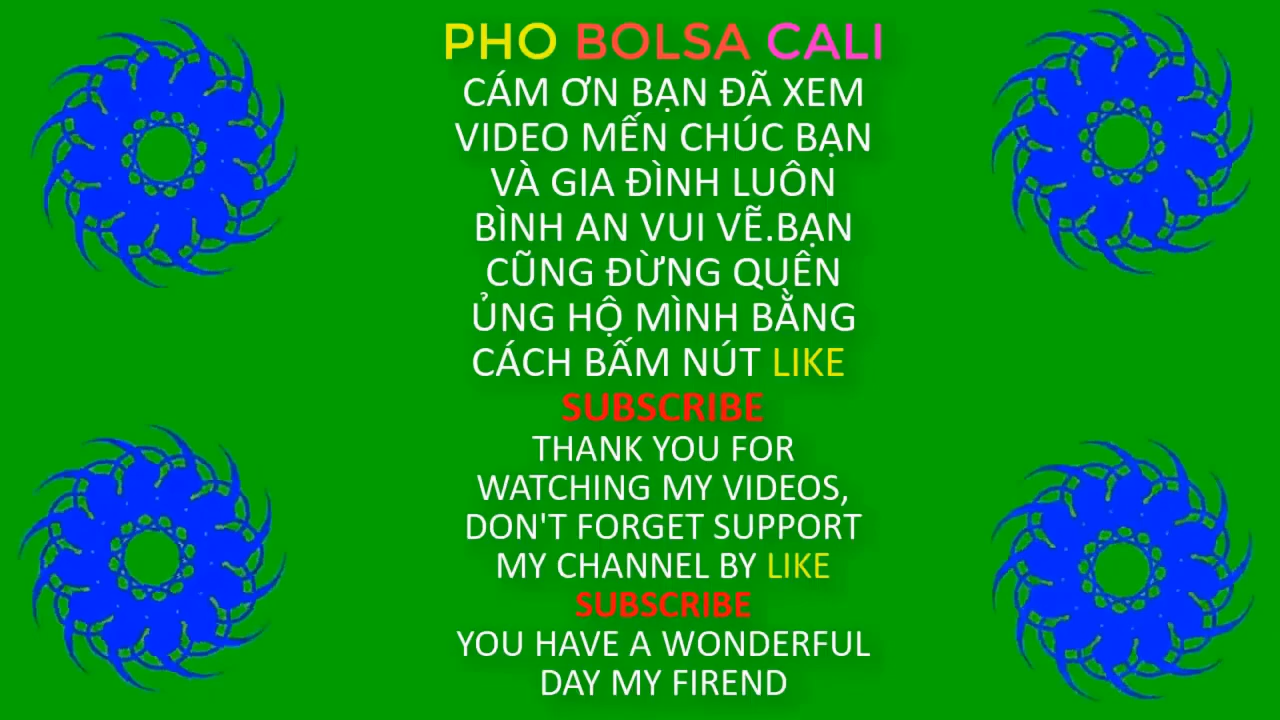 PHO BOLSA CALI
CÁM ƠN BẠN ĐÃ XEM
VIDEO MẾN CHÚC BẠN
VÀ GIA ĐÌNH LUÔN
BÌNH AN VUI VẼ.BẠN
CŨNG ĐỪNG QUÊN
ỦNG HỘ MÌNH BẰNG
CÁCH BẤM NÚT LIKE
SUBSCRIBE
THANK YOU FOR
WATCHING MY VIDEOS,
DON'T FORGET SUPPORT
MY CHANNEL BY LIKE
SUBSCRIBE
YOU HAVE A WONDERFUL
DAY MY FIREND